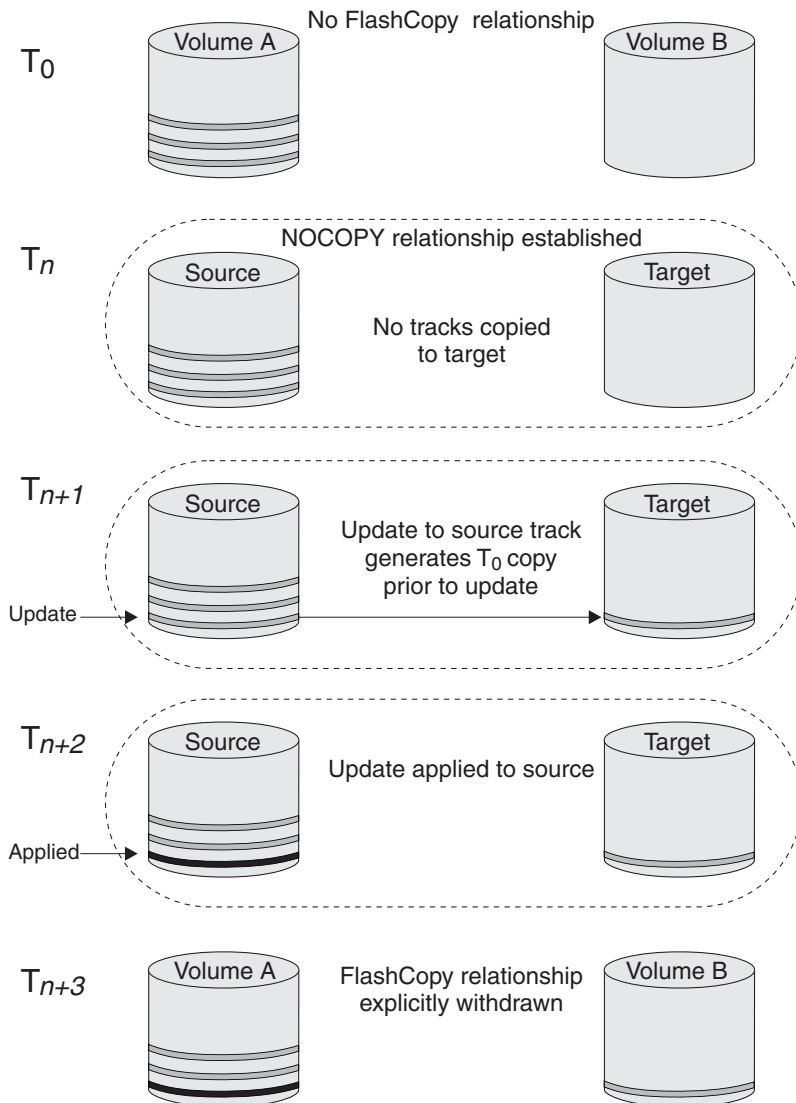 No FlashCopy relationship
T0
Volume A
Volume B
Tn
NOCOPY relationship established
Source
Target
No tracks copied
to target
Tn+1
Source
Target
Update to source track
generates T0 copy
prior to update
Update
Tn+2
Source
Target
Update applied to source
Applied
Tn+3
Volume A
Volume B
FlashCopy relationship
explicitly withdrawn